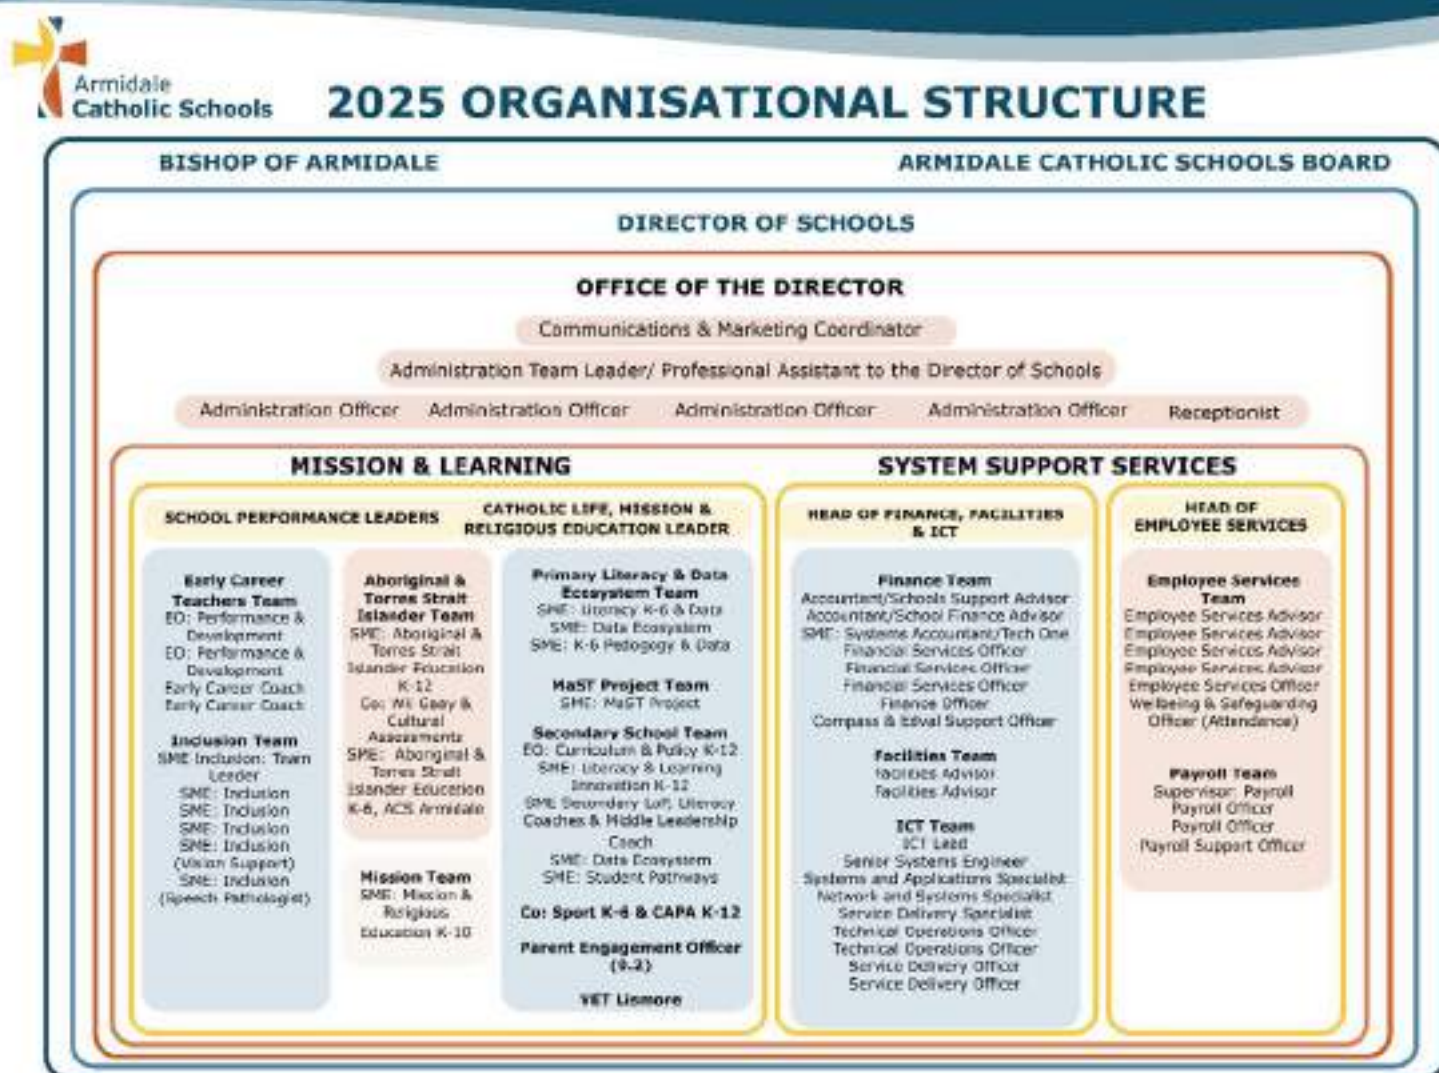 Armidale
Catholic Schools
2025 ORGANISATIONAL STRUCTURE
BISHOP OF ARMIDALE
ARMIDALE CATHOLIC SCHOOLS BOARD
DIRECTOR OF SCHOOLS
OFFICE OF THE DIRECTOR
Communications & Marketing Coordinator
Administration Team Leader/ Professional Assistant to the Director of Schools
Administration Officer Administration Officer Administration Officer Administration Officer Receptionist
MISSION & LEARNING
SCHOOL PERFORMANCE LEADERS
CATHOLIC LIFE, MISSION &
RELIGIOUS EDUCATION LEADER
Early Career
Teachers Team
EO: Performance &
Development
EO: Performance &
Development
Early Career Coach
Early Career Coach
Inclusion Team
SME Inclusion: Team
Leader
SME: Inclusion
SME: Inclusion
SME: Inclusion
SME: Inclusion
(Vision Support)
SME: Inclusion
(Speech Pathologist)
Aboriginal &
Torres Strait
Islander Team
SME: Aboriginal &
Torres Strait
Islander Education
K-12
Co: &
Cultural
Assessments
SME: Aboriginal &
Torres Strait
Islander Education
K-6, ACS Armidale
Mission Team
SME: Mission &
Religious
Education K-10
Primary Literacy & Data
Ecosystem Team
SME: Literacy K-6 & Data
SME: Data Ecosystem
SME: K-6 Pedogogy & Data
MaST Project Team
SME: MaST Project
Secondary School Team
EO: Curriculum & Policy K-12
SME: Literacy & Learning
Innovation K-12
SME Secondary Literacy
Coaches & Middle Leadership
Coach
SME: Data Ecosystem
SME: Student Pathways
Co: Sport K-6 & CAPA K-12
Parent Engagement Officer
VET Lismore
SYSTEM SUPPORT SERVICES
HEAD OF FINANCE, FACILITIES
& ICT
Finance Team
Accountant/Schools Support Advisor
Accountant/School Finance Advisor
SME: Systems Accountant/Tech One
Financial Services Officer
Financial Services Officer
Financial Services Officer
Finance Officer
Compass & Edval Support Officer
Facilities Team
Facilities Advisor
Facilities Advisor
ICT Team
ICT Lead
Senior Systems Engineer
Systems and Applications Specialist
Network and Systems Specialist
Service Delivery Specialist
Technical Operations Officer
Technical Operations Officer
Service Delivery Officer
Service Delivery Officer
HEAD OF
EMPLOYEE SERVICES
Employee Services
Team
Employee Services Advisor
Employee Services Advisor
Employee Services Advisor
Employee Services Advisor
Employee Services Officer
Wellbeing & Safeguarding
Officer (Attendance)
Payroll Team
Supervisor: Payroll
Payroll Officer
Payroll Officer
Payroll Support Officer